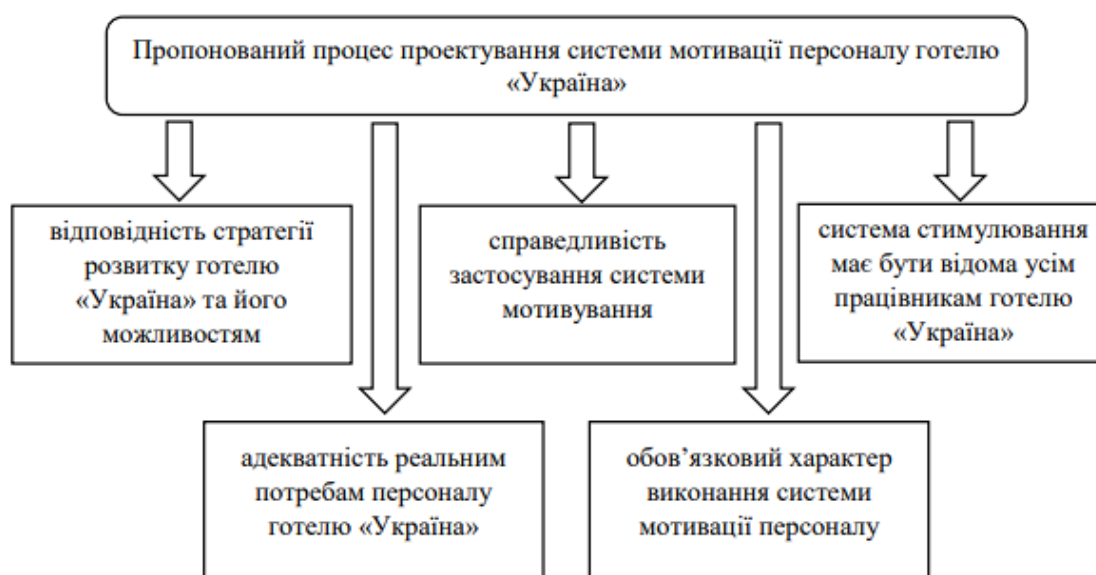 Пропонований процес проектування системи мотивації персоналу готелю
«Україна»
відповідність стратегії
розвитку готелю
«Україна» та його
можливостям
справедливість
застосування системи
мотивування
система стимулювання
має бути відома усім
працівникам готелю
«Україна»
адекватність реальним
потребам персоналу
готелю «Україна»
обов’язковий характер
виконання системи
мотивації персоналу